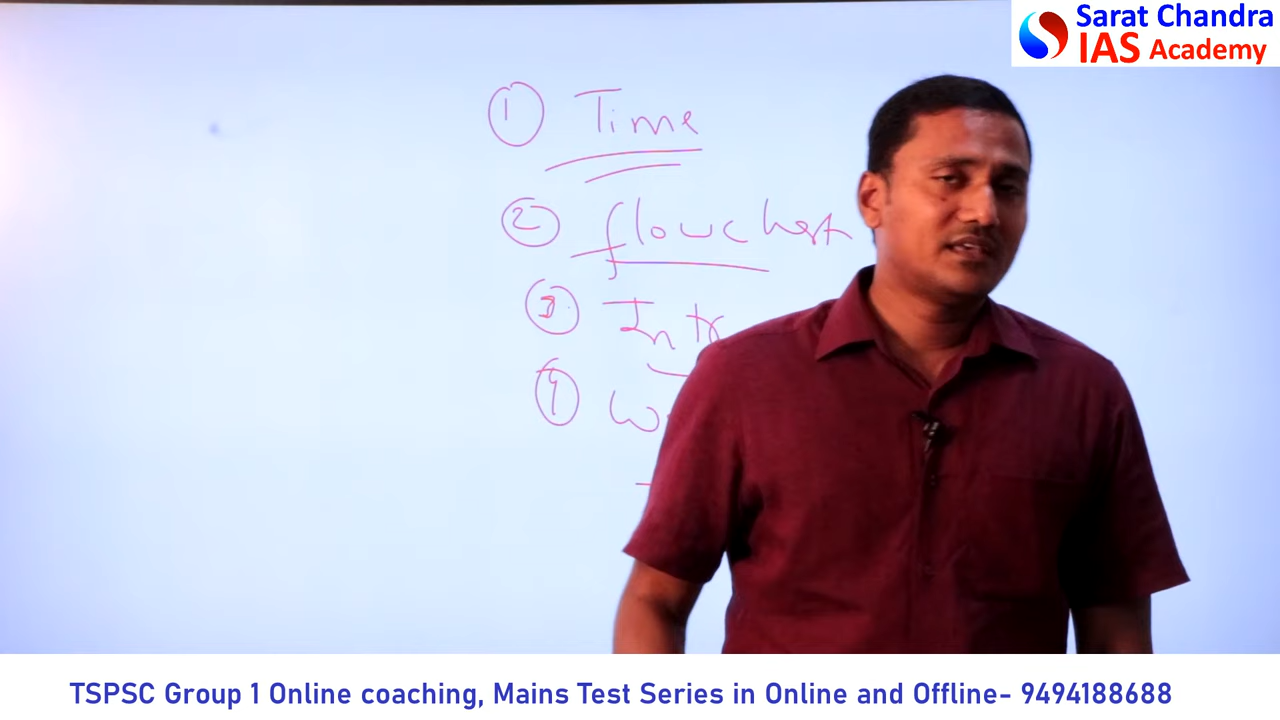 Sarat Chandra
IAS Academy
① Time
② flowchart
③ Intr
④ W
TSPSC Group 1 Online coaching, Mains Test Series in Online and Offline- 9494188688